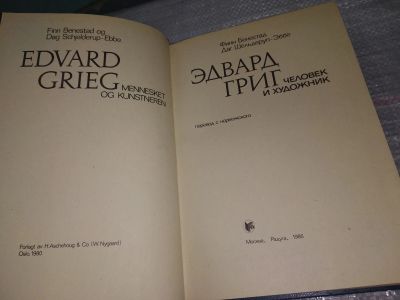 Finn Benestad og
Dag Schjelderup-Ebbe
EDVARD
GRIEG
MENNESKET
OG KUNSTNEREN
Forlagt av H.Aschehoug & Co (W.Nygaard)
Oslo 1980
Финн Бенестад
Даг Шельдеруп-Эббе
ЭДВАРД
ГРИГ
ЧЕЛОВЕК
И ХУДОЖНИК
перевод с норвежского
Москва, Радуга, 1986